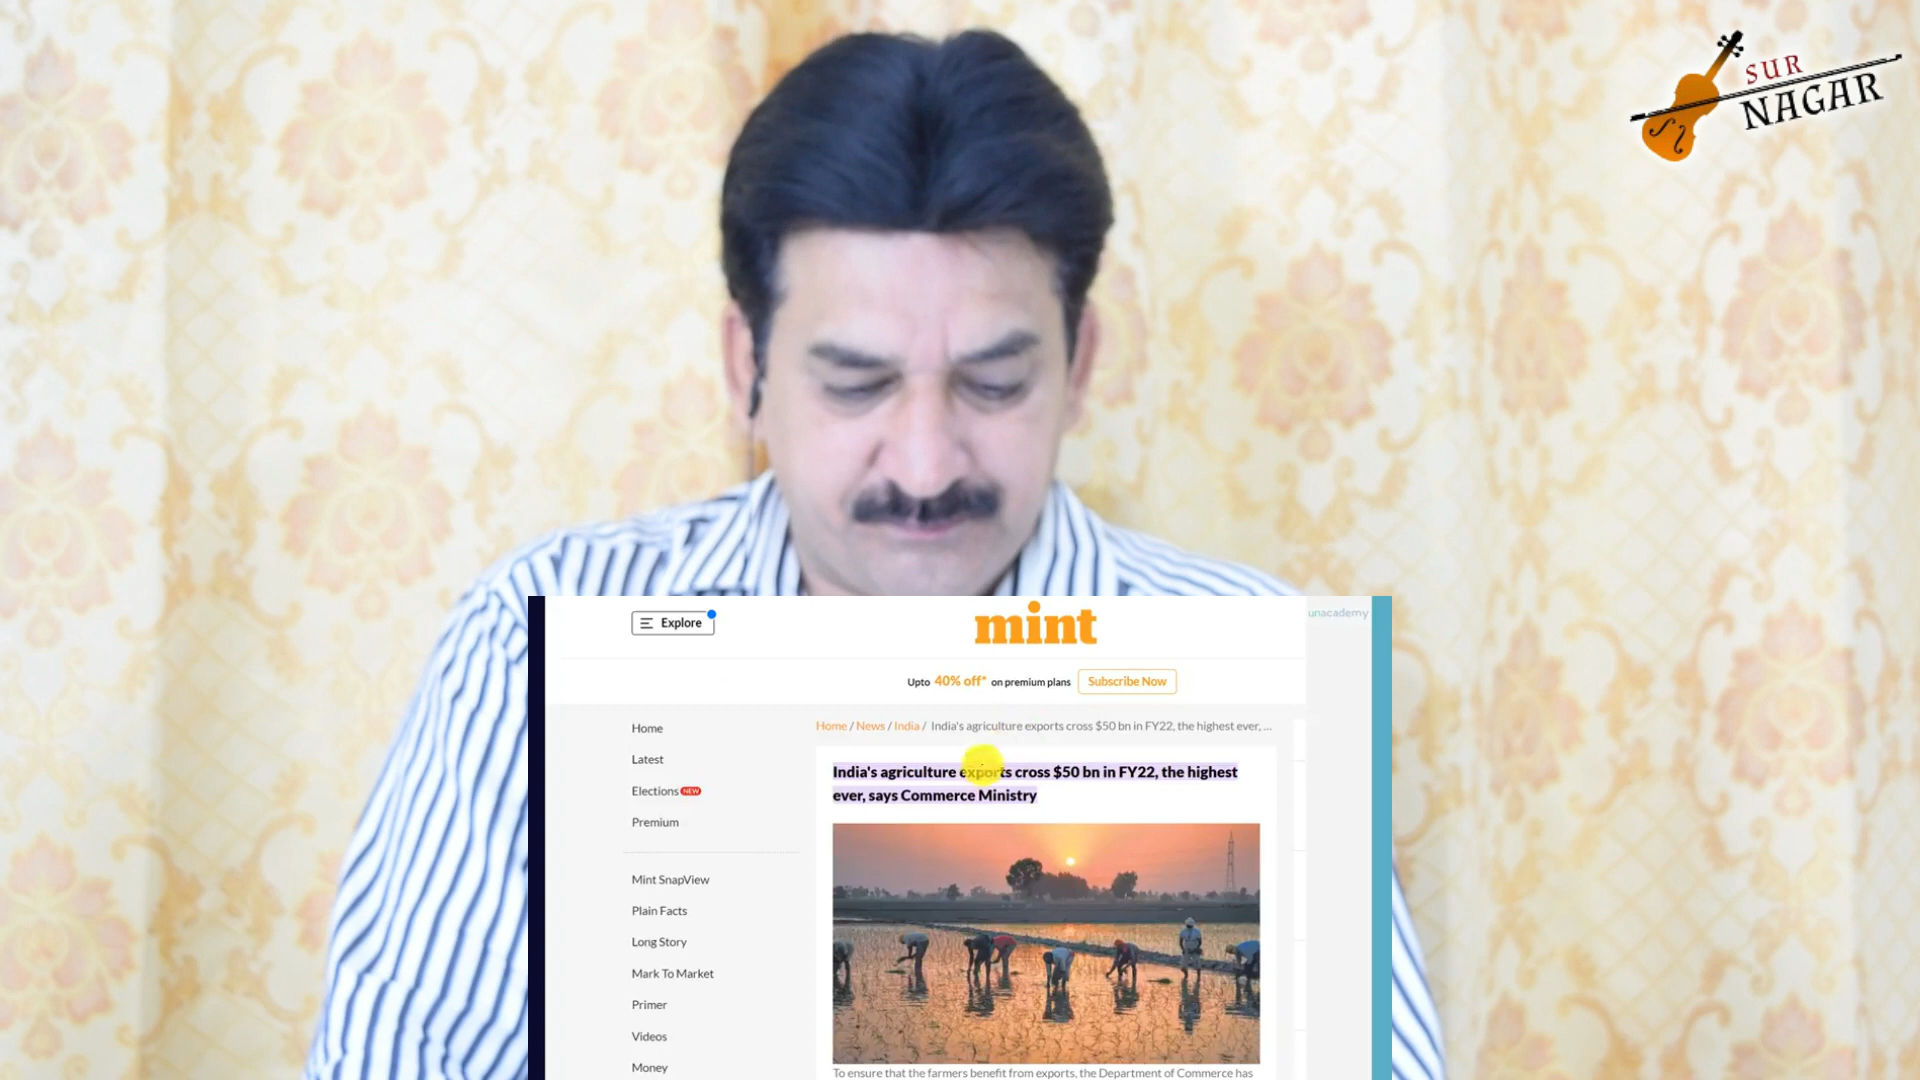 SUR
NAGAR
Explore
mint
unacademy
Upto 40% off* on premium plans Subscribe Now
Home / News / India / India's agriculture exports cross $50 bn in FY22, the highest ever, ...
Home
Latest
Elections NEW
Premium
Mint SnapView
Plain Facts
Long Story
Mark To Market
Primer
Videos
Money
India's agriculture exports cross $50 bn in FY22, the highest
ever, says Commerce Ministry
To ensure that the farmers benefit from exports, the Department of Commerce has